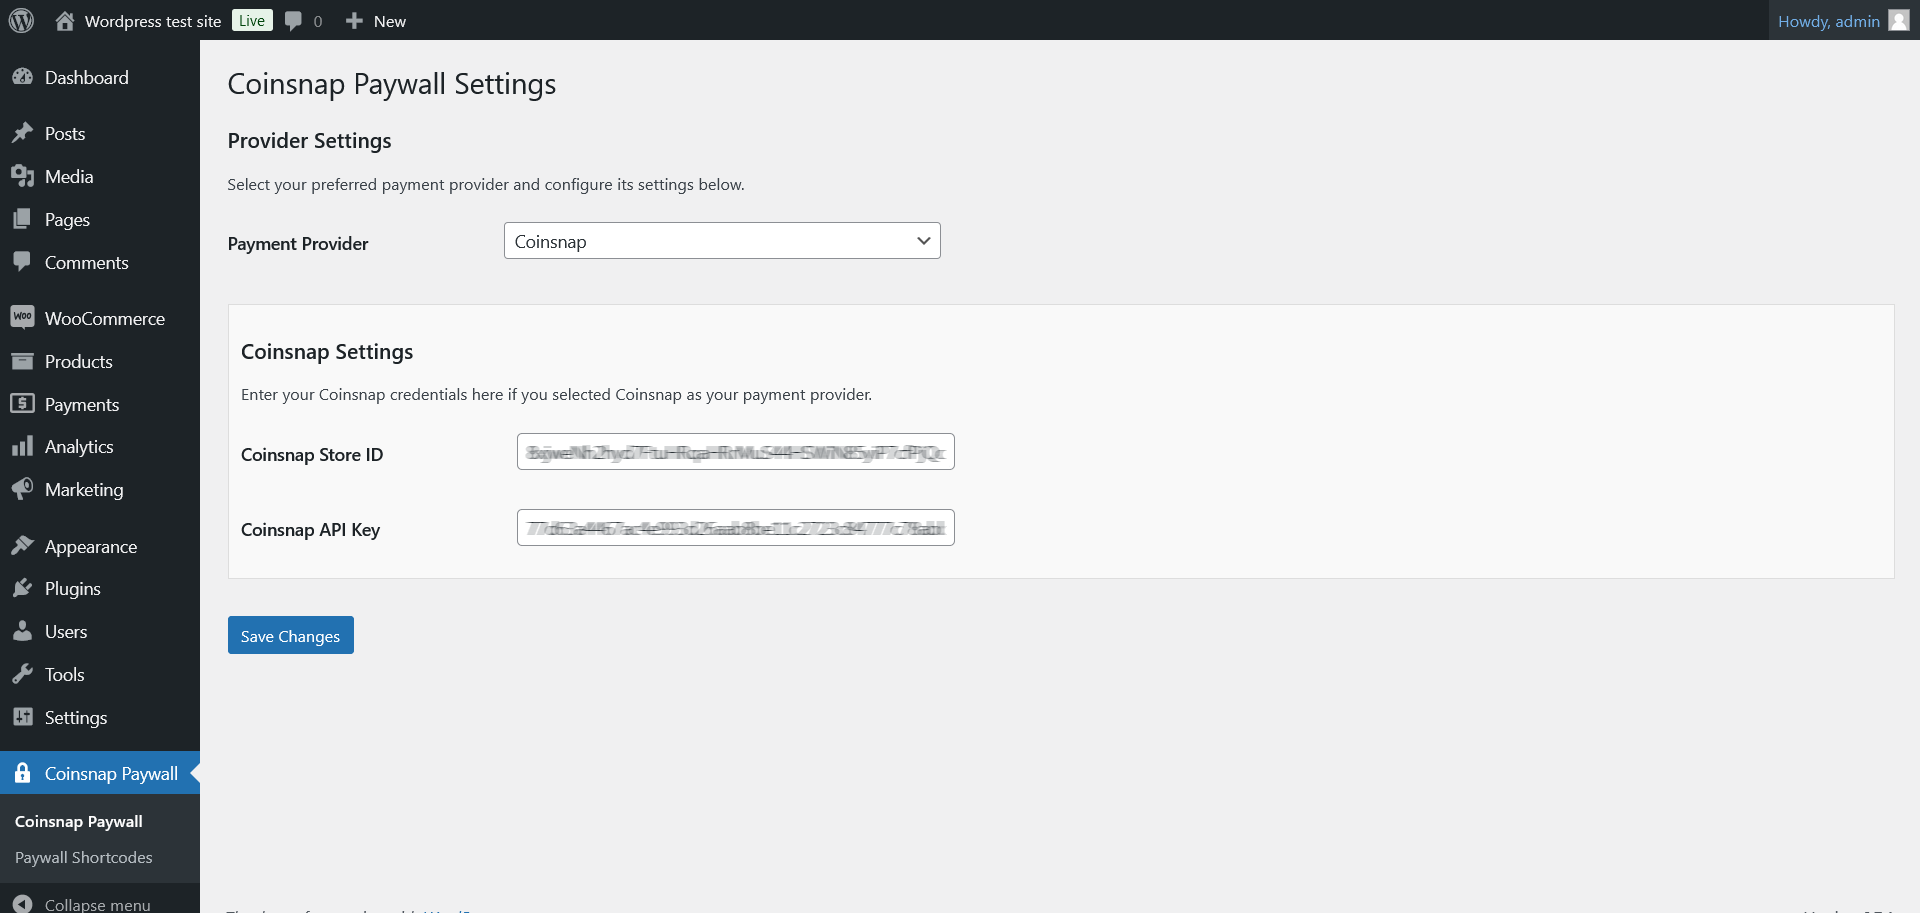 Wordpress test site Live 0 New
Howdy, admin
Dashboard
Posts
Media
Pages
Comments
WooCommerce
Products
Payments
Analytics
Marketing
Appearance
Plugins
Users
Tools
Settings
Coinsnap Paywall
Coinsnap Paywall
Paywall Shortcodes
Collapse menu
Coinsnap Paywall Settings
Provider Settings
Select your preferred payment provider and configure its settings below.
Payment Provider
Coinsnap
Coinsnap Settings
Enter your Coinsnap credentials here if you selected Coinsnap as your payment provider.
Coinsnap Store ID
Coinsnap API Key
Save Changes